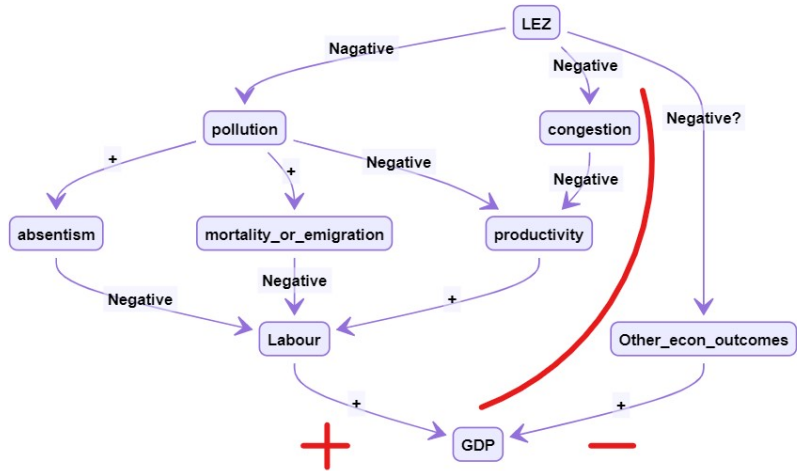 LEZ
Nagative
Negative
Negative?
pollution
congestion
+
+
Negative
Negative
absentism
mortality_or_emigration
productivity
Negative
Negative
+
Labour
Other_econ_outcomes
+
+
GDP
+
−